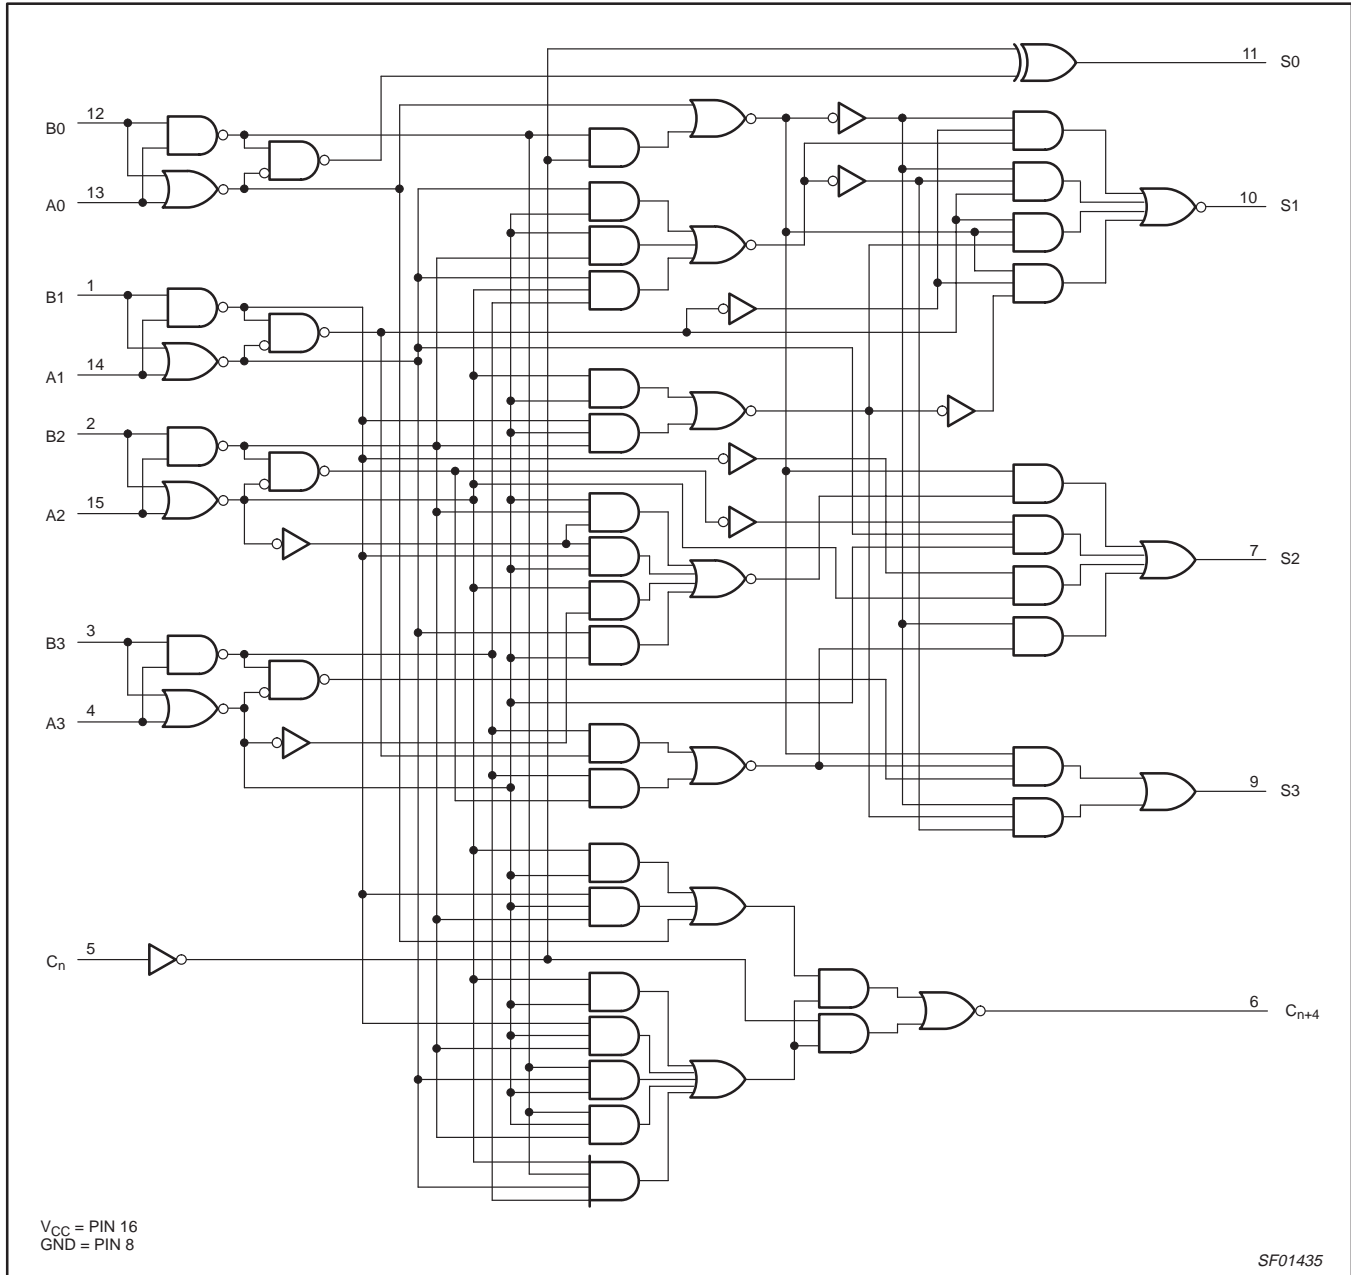 11 S0
B0 12
A0 13
10 S1
B1 1
A1 14
B2 2
A2 15
7 S2
B3 3
A3 4
9 S3
Cn 5
6 Cn+4
VCC = PIN 16
GND = PIN 8
SF01435